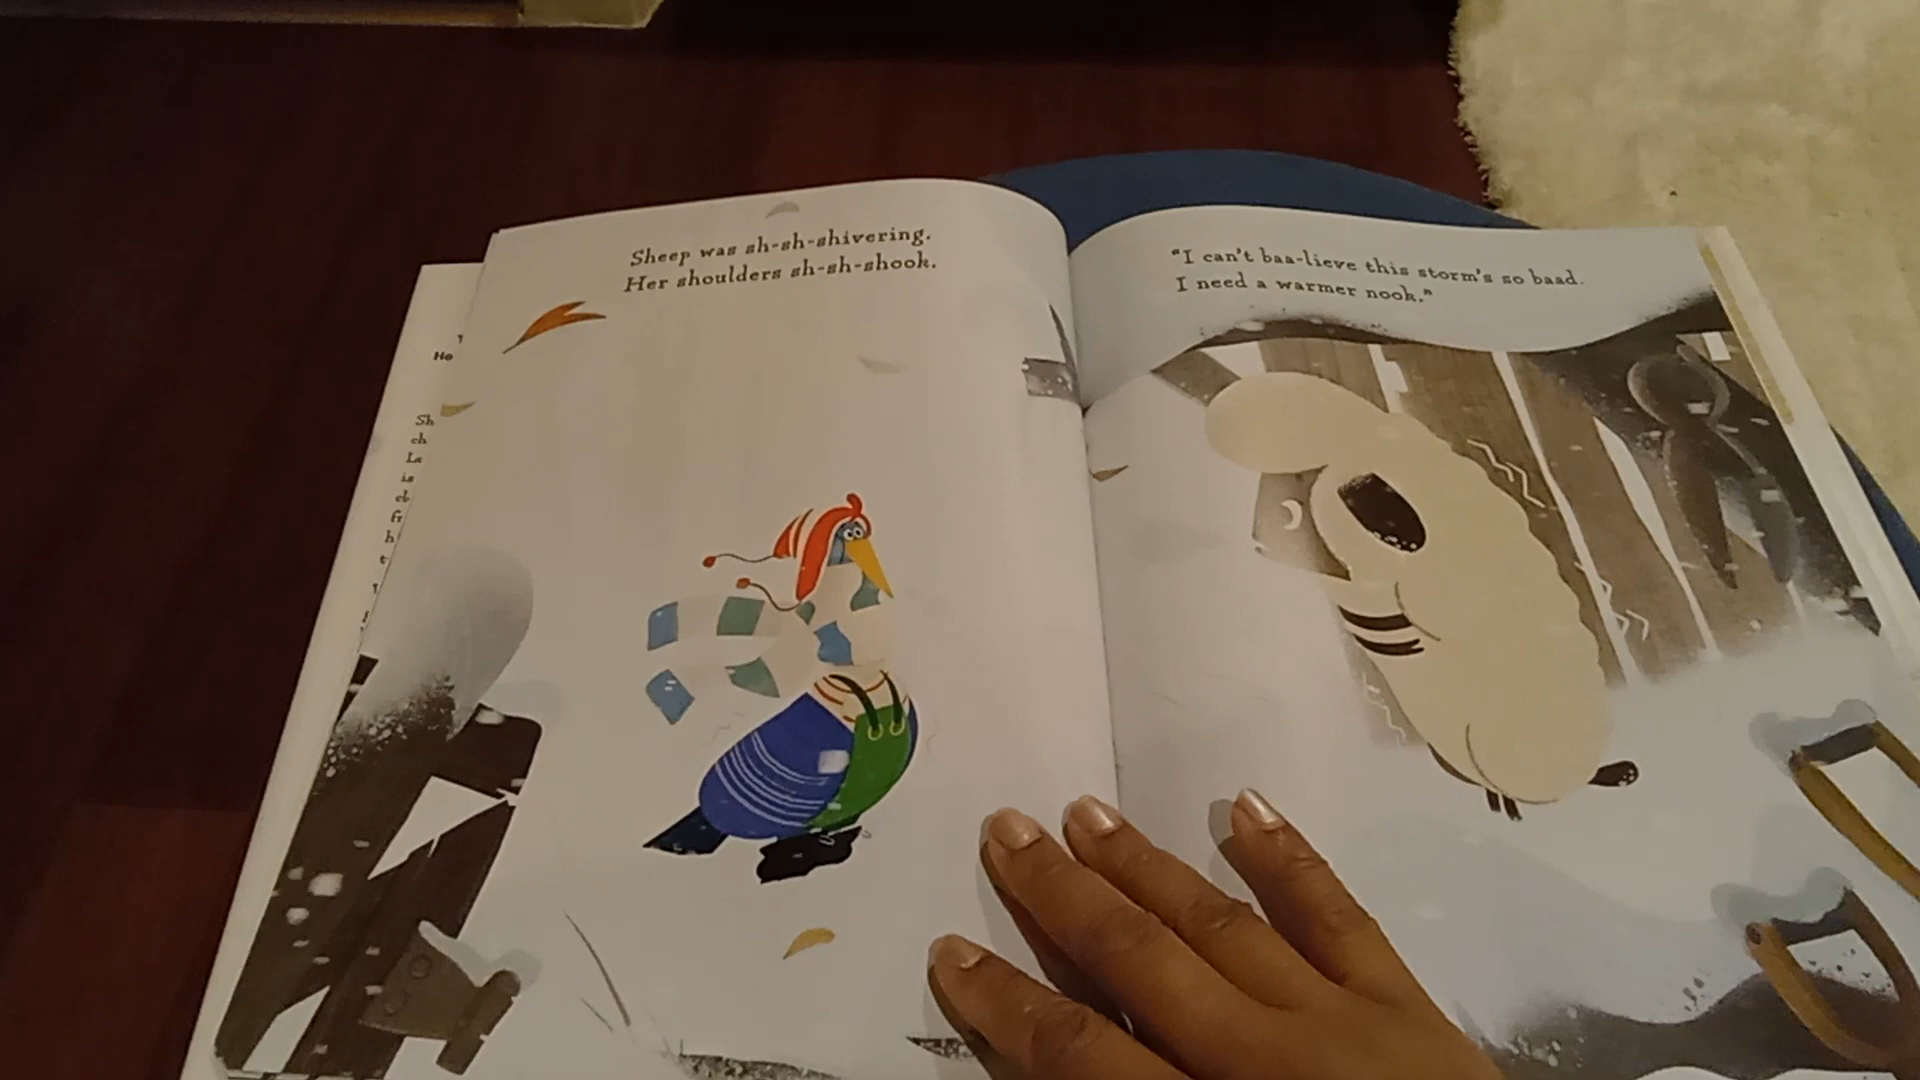 Sheep was sh-sh-shivering.
Her shoulders sh-sh-shook.
"I can't baa-lieve this storm's so baad.
I need a warmer nook."